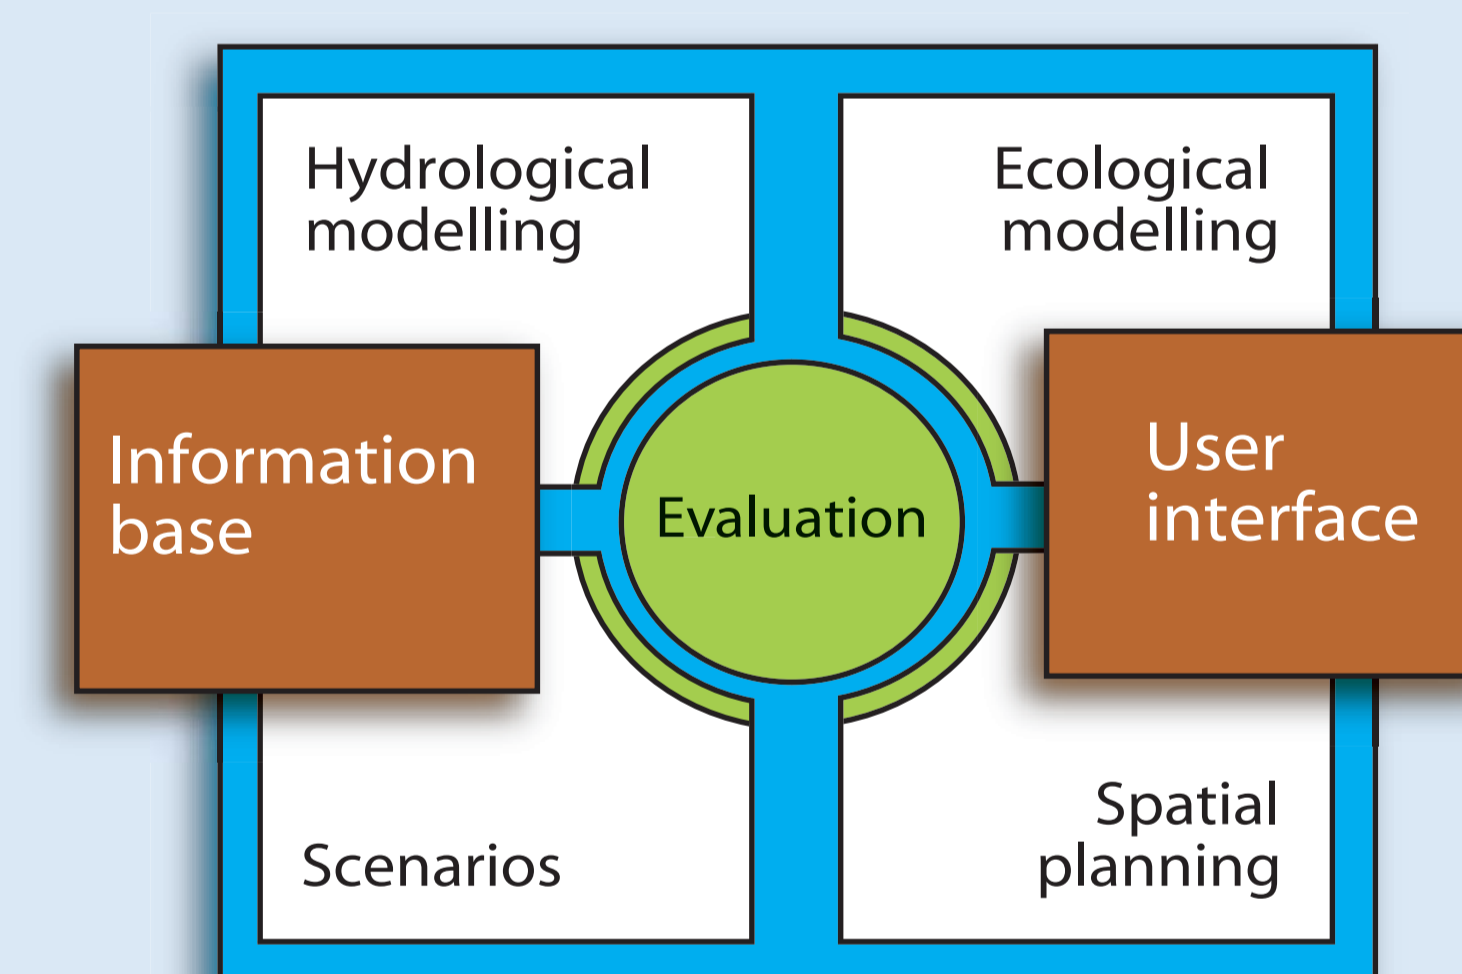 Hydrological
modelling
Ecological
modelling
Information
base
Evaluation
User
interface
Scenarios
Spatial
planning